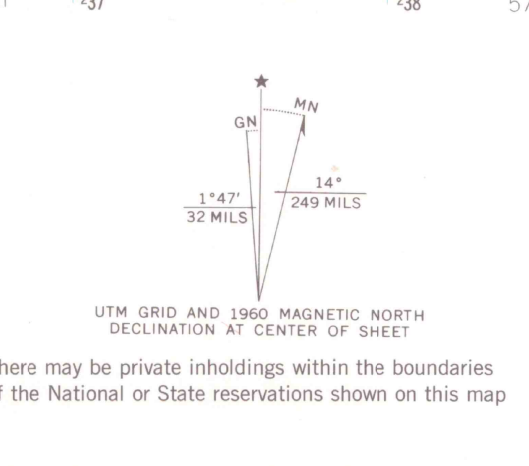 ²37 ²38 57
★
MN
GN
14°
1°47′ 249 MILS
32 MILS
UTM GRID AND 1960 MAGNETIC NORTH
DECLINATION AT CENTER OF SHEET
here may be private inholdings within the boundaries
f the National or State reservations shown on this map